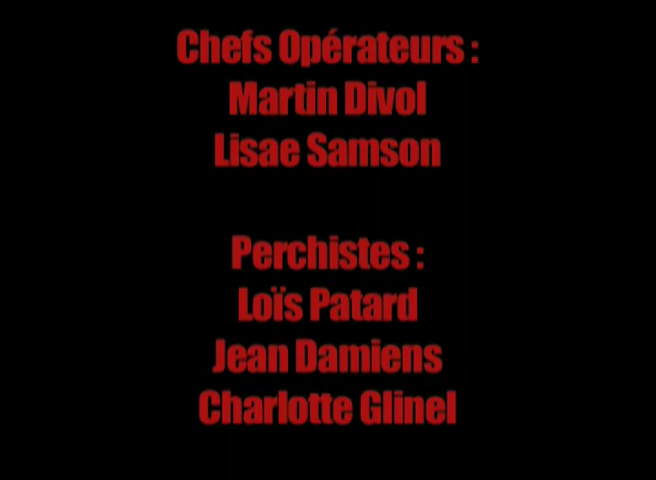 Chefs Opérateurs :
Martin Divol
Lisae Samson
Perchistes :
Loïs Patard
Jean Damiens
Charlotte Glinel